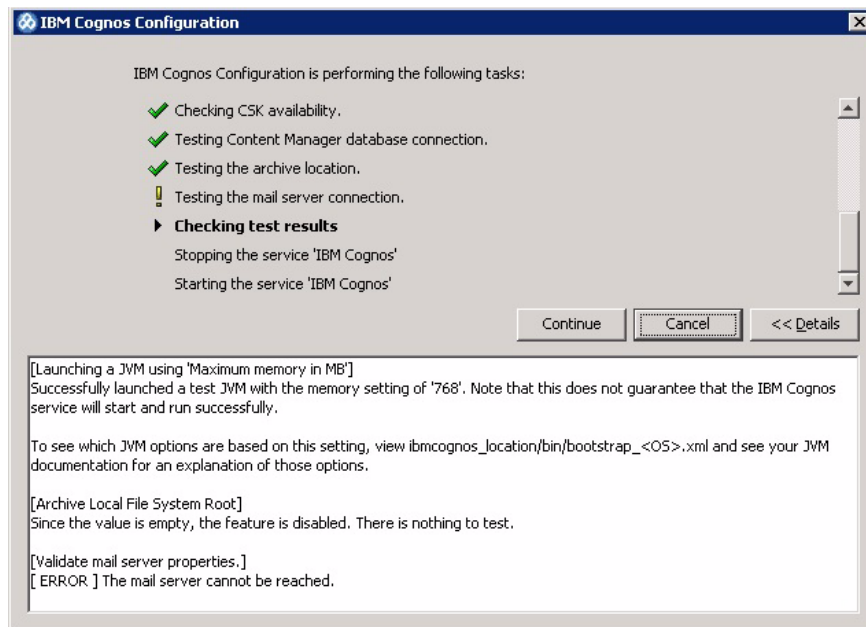 IBM Cognos Configuration
IBM Cognos Configuration is performing the following tasks:
Checking CSK availability.
Testing Content Manager database connection.
Testing the archive location.
Testing the mail server connection.
Checking test results
Stopping the service 'IBM Cognos'
Starting the service 'IBM Cognos'
Continue Cancel << Details
[Launching a JVM using 'Maximum memory in MB']
Successfully launched a test JVM with the memory setting of '768'. Note that this does not guarantee that the IBM Cognos
service will start and run successfully.
To see which JVM options are based on this setting, view ibmcognos_location/bin/bootstrap_<OS>.xml and see your JVM
documentation for an explanation of those options.
[Archive Local File System Root]
Since the value is empty, the feature is disabled. There is nothing to test.
[Validate mail server properties.]
[ ERROR ] The mail server cannot be reached.